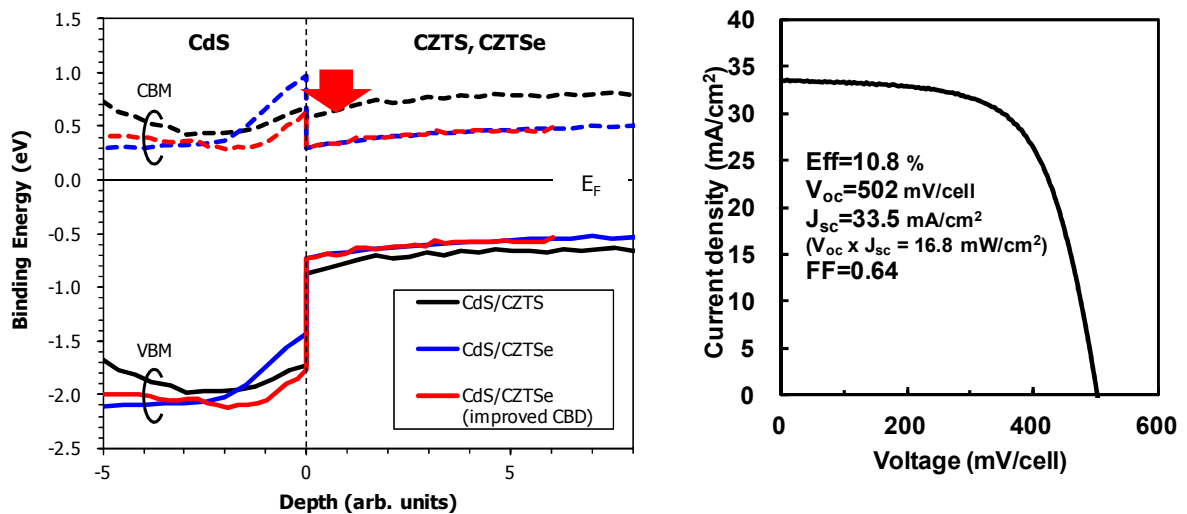 CdS
CZTS, CZTSe
CBM
E_F
VBM
CdS/CZTS
CdS/CZTSe
CdS/CZTSe
(improved CBD)
1.5
1.0
0.5
0.0
-0.5
-1.0
-1.5
-2.0
-2.5
-5
0
5
Binding Energy (eV)
Depth (arb. units)
40
35
30
25
20
15
10
5
0
0
200
400
600
Current density (mA/cm²)
Voltage (mV/cell)
Eff=10.8 %
V_oc=502 mV/cell
J_sc=33.5 mA/cm²
(V_oc x J_sc = 16.8 mW/cm²)
FF=0.64